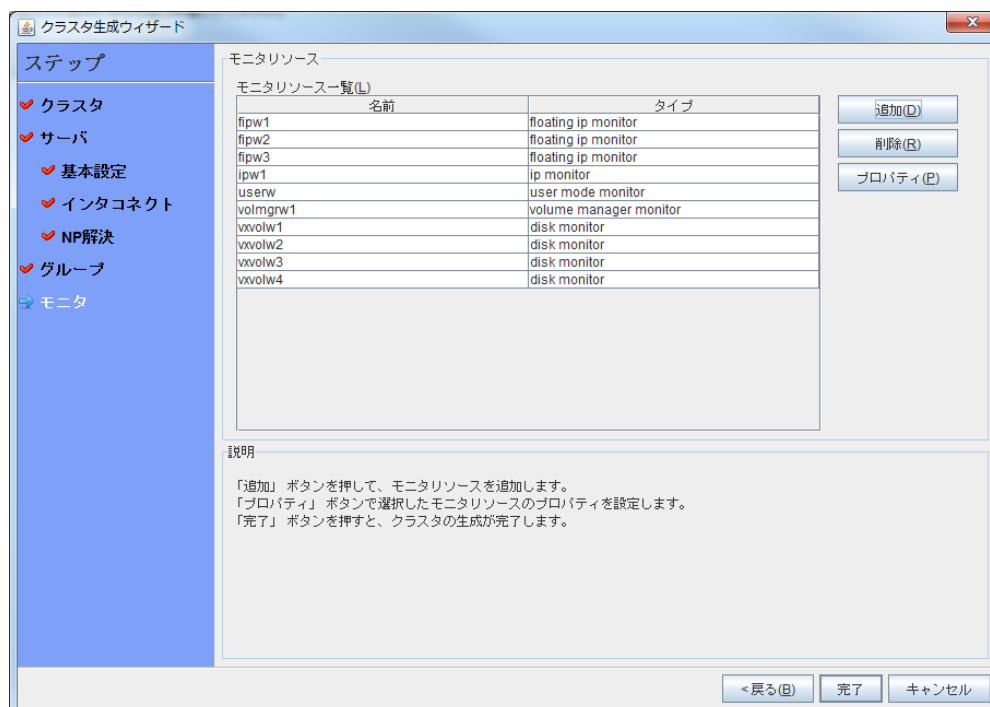 クラスタ生成ウィザード
ステップ
クラスタ
サーバ
基本設定
インタコネクト
NP解決
グループ
モニタ
モニタリソース
モニタリソース一覧(L)
名前 タイプ
fipw1 floating ip monitor
fipw2 floating ip monitor
fipw3 floating ip monitor
ipw1 ip monitor
userw user mode monitor
volmgrw1 volume manager monitor
vxvolw1 disk monitor
vxvolw2 disk monitor
vxvolw3 disk monitor
vxvolw4 disk monitor
追加(D)
削除(R)
プロパティ(P)
説明
「追加」 ボタンを押して、モニタリソースを追加します。
「プロパティ」 ボタンで選択したモニタリソースのプロパティを設定します。
「完了」 ボタンを押すと、クラスタの生成が完了します。
<戻る(B) 完了 キャンセル